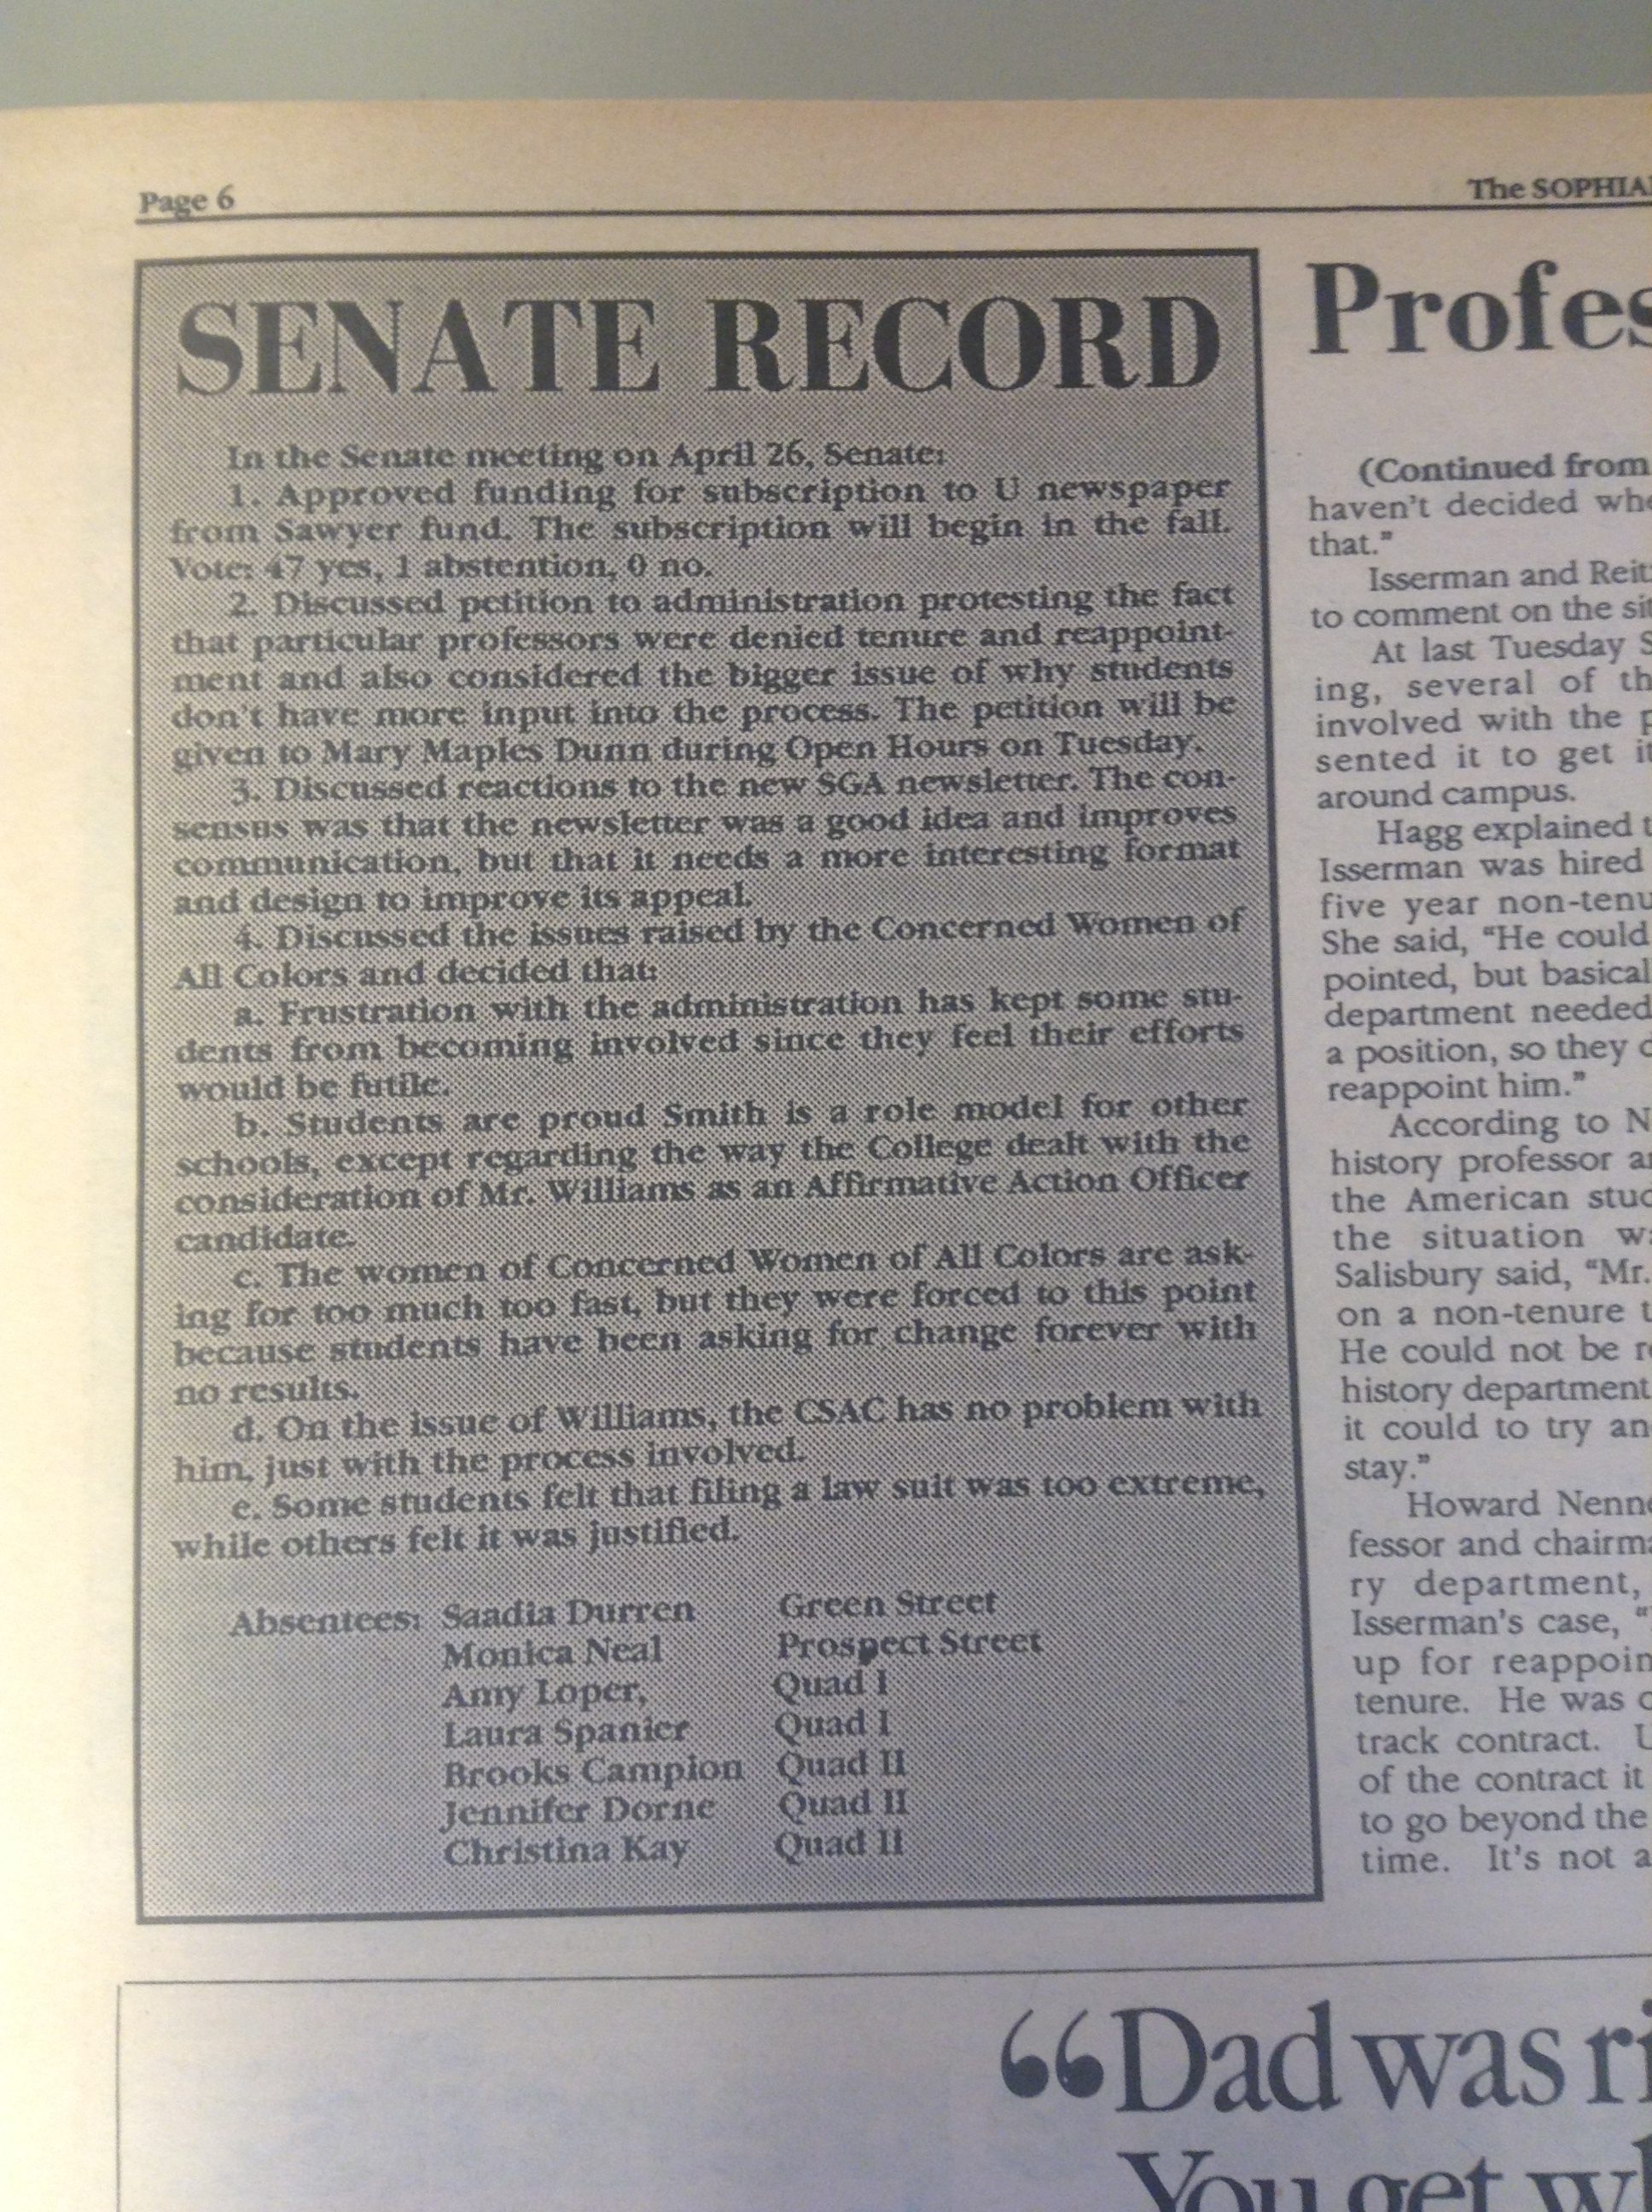 Page 6
The SOPHIA
SENATE RECORD
In the Senate meeting on April 26, Senate:
1. Approved funding for subscription to U newspaper
from Sawyer fund. The subscription will begin in the fall.
Vote: 47 yes, 1 abstention, 0 no.
2. Discussed petition to administration protesting the fact
that particular professors were denied tenure and reappoint-
ment and also considered the bigger issue of why students
don't have more input into the process. The petition will be
given to Mary Maples Dunn during Open Hours on Tuesday.
3. Discussed reactions to the new SGA newsletter. The con-
sensus was that the newsletter was a good idea and improves
communication, but that it needs a more interesting format
and design to improve its appeal.
4. Discussed the issues raised by the Concerned Women of
All Colors and decided that:
a. Frustration with the administration has kept some stu-
dents from becoming involved since they feel their efforts
would be futile.
b. Students are proud Smith is a role model for other
schools, except regarding the way the College dealt with the
consideration of Mr. Williams as an Affirmative Action Officer
candidate.
c. The women of Concerned Women of All Colors are ask-
ing for too much too fast, but they were forced to this point
because students have been asking for change forever with
no results.
d. On the issue of Williams, the CSAC has no problem with
him, just with the process involved.
e. Some students felt that filing a law suit was too extreme,
while others felt it was justified.
Absentees: Saadia Durren Green Street
Monica Neal Prospect Street
Amy Loper, Quad I
Laura Spanier Quad I
Brooks Campion Quad II
Jennifer Dorne Quad II
Christina Kay Quad II
Profes
(Continued from
haven't decided whe
that."
Isserman and Reit
to comment on the sit
At last Tuesday S
ing, several of th
involved with the p
sented it to get it
around campus.
Hagg explained t
Isserman was hired
five year non-tenu
She said, "He could
pointed, but basical
department needed
a position, so they d
reappoint him."
According to N
history professor an
the American stud
the situation wa
Salisbury said, "Mr.
on a non-tenure t
He could not be re
history department
it could to try an
stay."
Howard Nenn
fessor and chairma
ry department,
Isserman's case, "
up for reappoin
tenure. He was o
track contract. U
of the contract it
to go beyond the
time. It's not a
"Dad was ri
You get wh